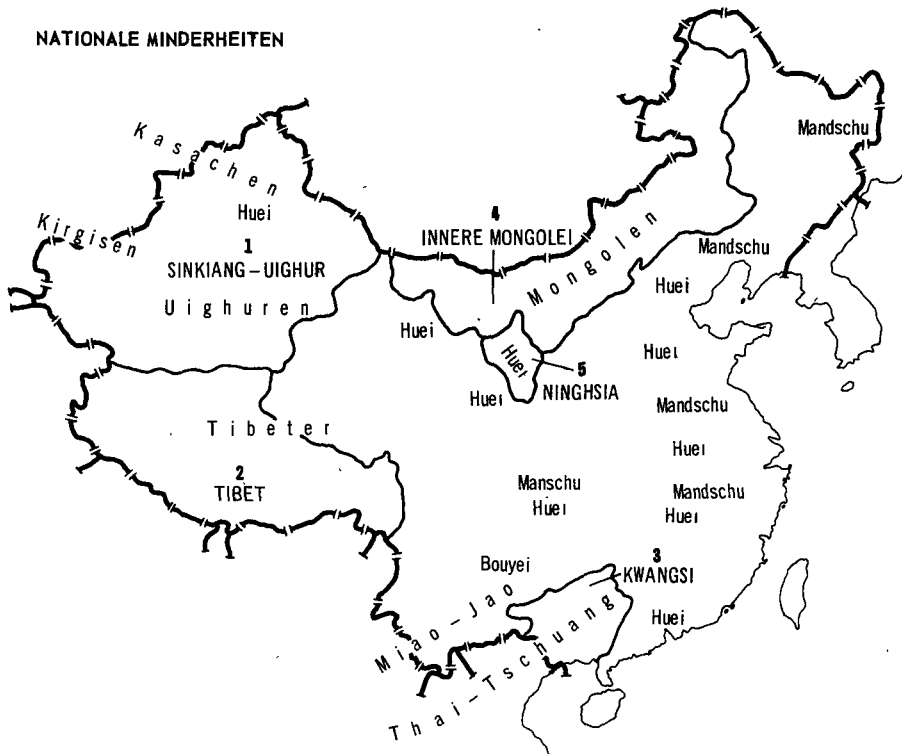 NATIONALE MINDERHEITEN
Mandschu
Kasachen
Huei
Kirgisen
4
INNERE MONGOLEI
1
SINKIANG–UIGHUR
Mongolen
Mandschu
Huei
Uighuren
Huei
Huei
Huei
5
NINGHSIA
Huei
Mandschu
Tibeter
Huei
2
TIBET
Manschu
Huei
Mandschu
Huei
3
KWANGSI
Bouyei
Miao–Jao
Huei
Thai–Tschuang